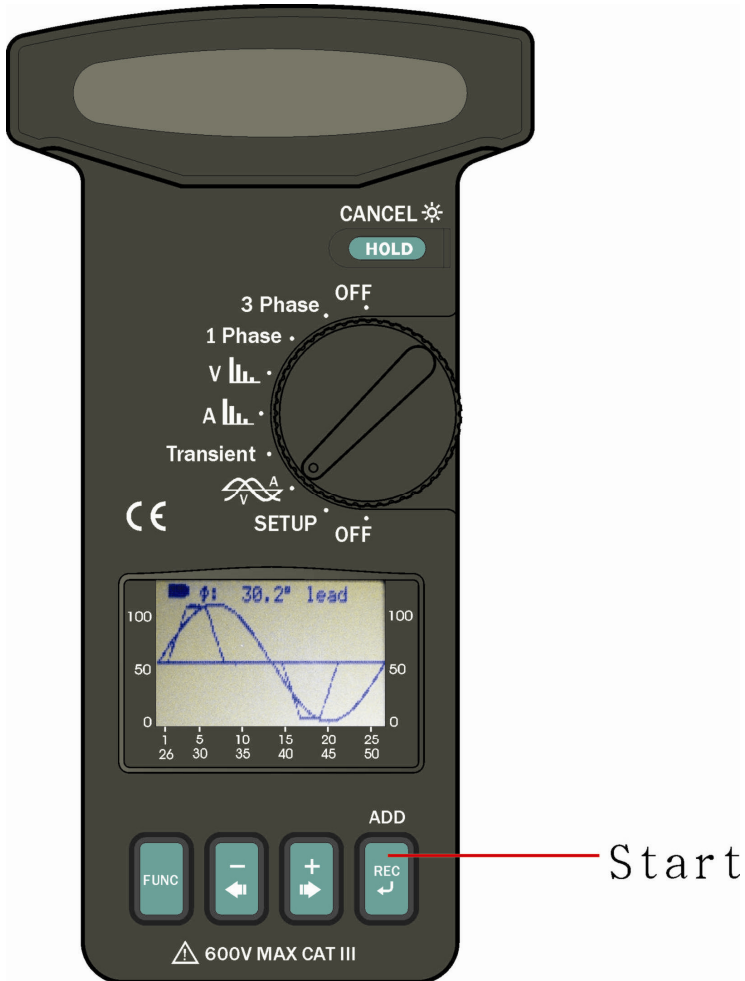 CANCEL
HOLD
OFF
3 Phase
1 Phase
V
A
Transient
A
V
CE
SETUP
OFF
φ: 30.2° lead
100 100
50 50
0 0
1 5 10 15 20 25
26 30 35 40 45 50
ADD
FUNC
−
+
REC
Start
600V MAX CAT III